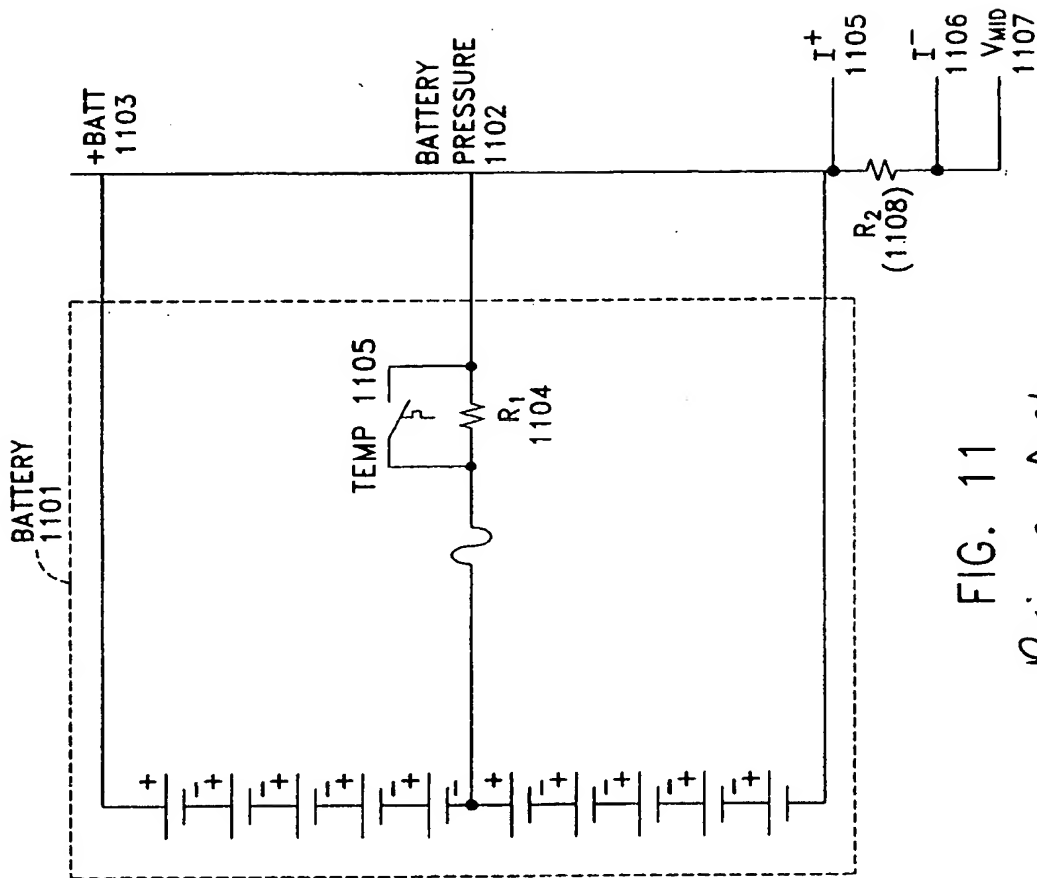 BATTERY
1101
+BATT
1103
BATTERY
PRESSURE
1102
TEMP 1105
R1
1104
I+
1105
I-
1106
VMID
1107
R2
(1108)
+
-
+
-
+
-
+
-
+
-
+
-
+
-
+
-
+
-
+
FIG. 11